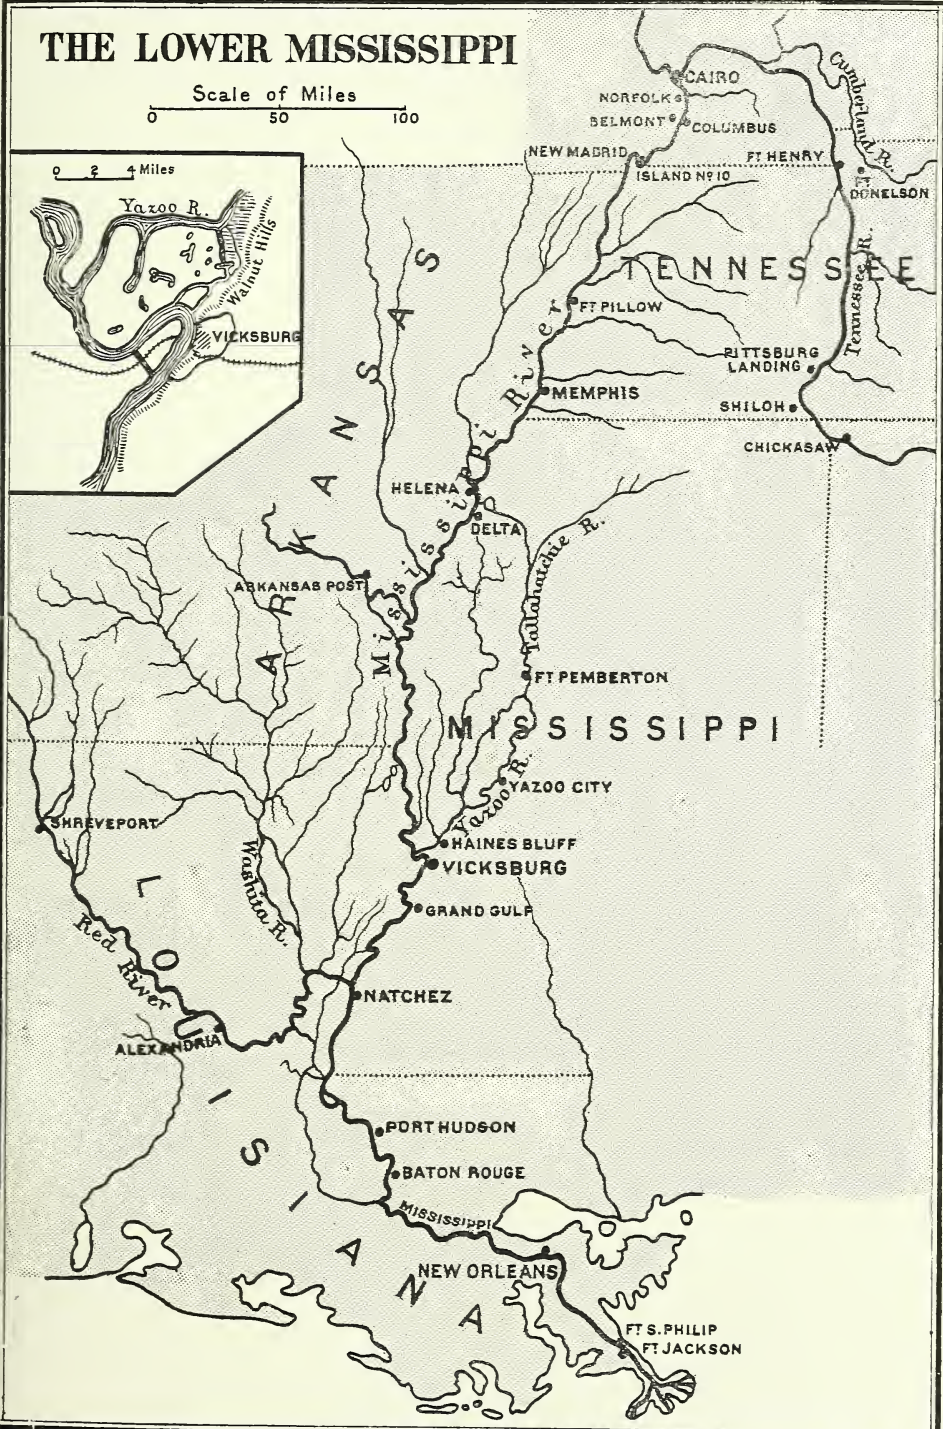 THE LOWER MISSISSIPPI
Scale of Miles
0 50 100
0 2 4 Miles
Yazoo R.
Walnut Hills
VICKSBURG
CAIRO
NORFOLK
BELMONT
COLUMBUS
NEW MADRID
ISLAND No 10
FT HENRY
Cumberland R.
FT DONELSON
TENNESSEE
Tennessee R.
FT PILLOW
PITTSBURG
LANDING
MEMPHIS
SHILOH
CHICKASAW
Mississippi River
ARKANSAS
HELENA
DELTA
Tallahatchie R.
ARKANSAS POST
FT PEMBERTON
MISSISSIPPI
YAZOO CITY
Yazoo R.
SHREVEPORT
HAINES BLUFF
VICKSBURG
Washita R.
GRAND GULF
Red River
NATCHEZ
ALEXANDRIA
LOUISIANA
PORT HUDSON
BATON ROUGE
MISSISSIPPI
NEW ORLEANS
FT S. PHILIP
FT JACKSON